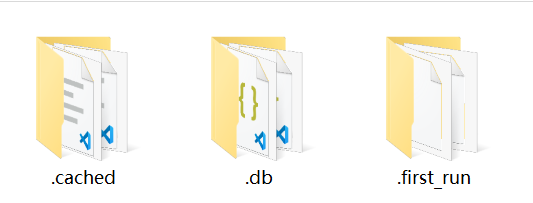 .cached
.db
.first_run